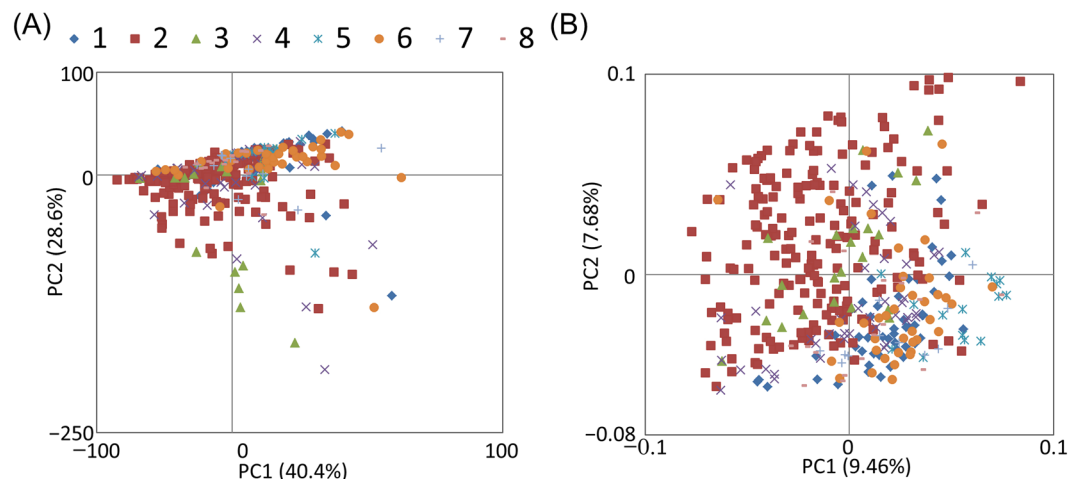 (A) 1 2 3 4 5 6 7 8
100
0
−250
−100 0 100
PC1 (40.4%)
PC2 (28.6%)
(B)
0.1
0
−0.08
−0.1 0 0.1
PC1 (9.46%)
PC2 (7.68%)